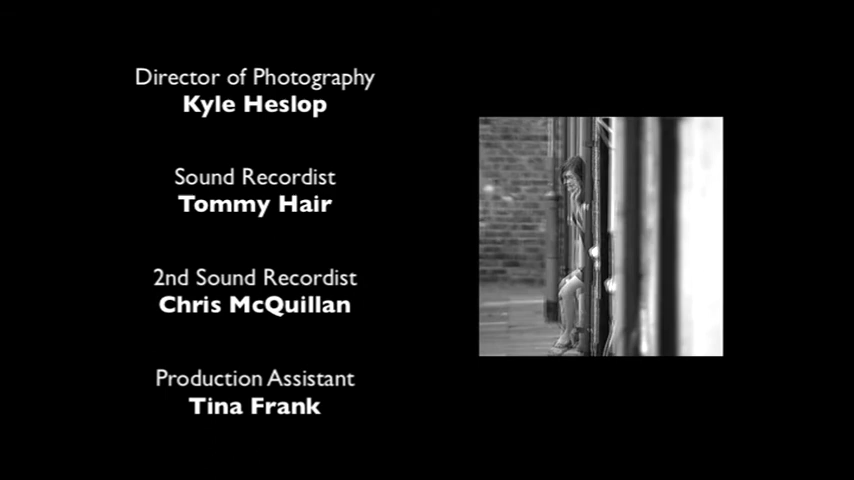 Director of Photography
Kyle Heslop
Sound Recordist
Tommy Hair
2nd Sound Recordist
Chris McQuillan
Production Assistant
Tina Frank